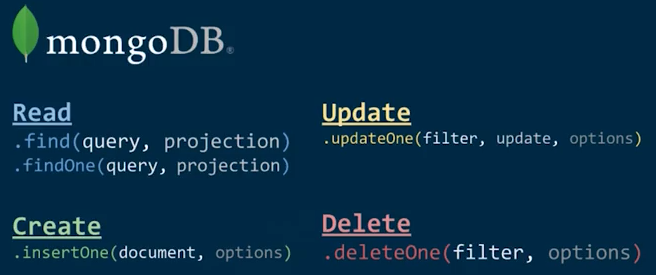 mongoDB®
Read
.find(query, projection)
.findOne(query, projection)
Update
.updateOne(filter, update, options)
Create
.insertOne(document, options)
Delete
.deleteOne(filter, options)